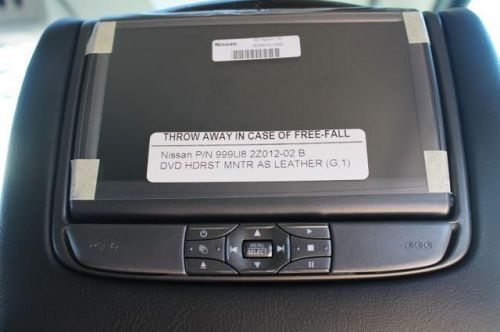 Nissan
THROW AWAY IN CASE OF FREE-FALL
Nissan P/N 999U8 2Z012-02 B
DVD HDRST MNTR AS LEATHER (G.1)
MENU
SELECT